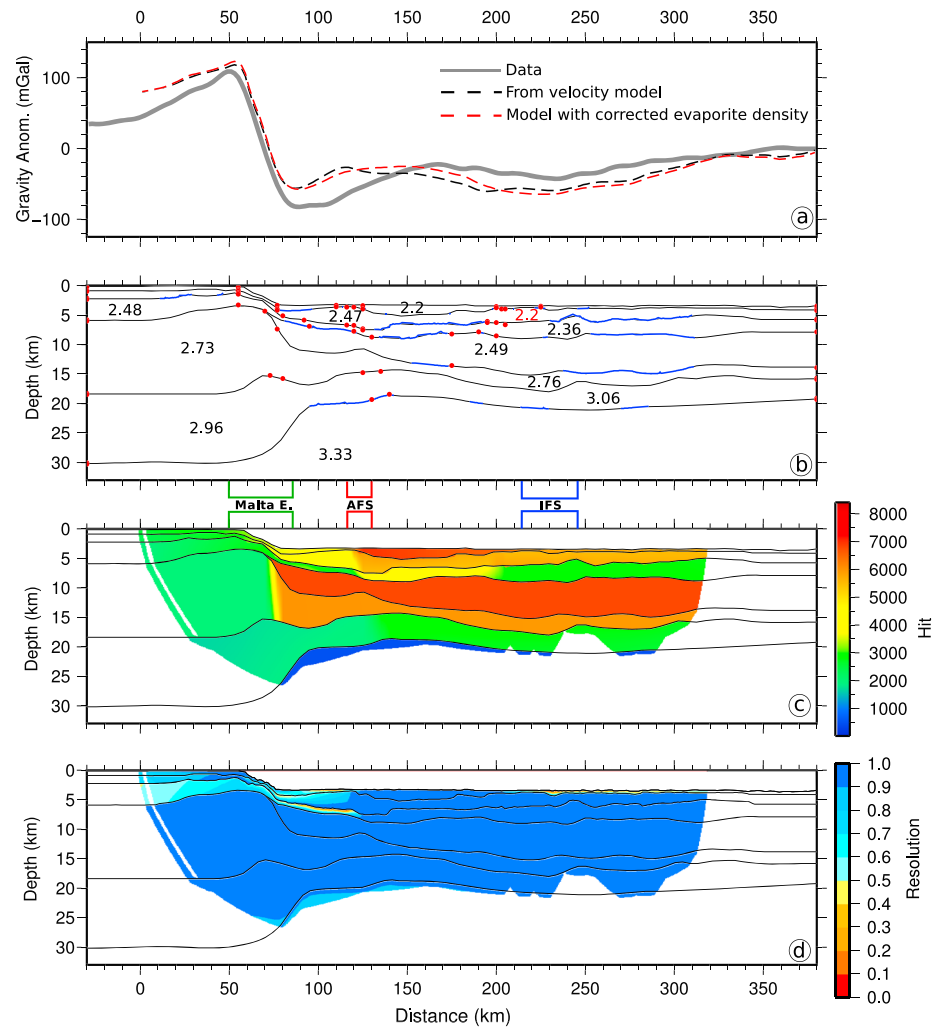 0 50 100 150 200 250 300 350
Gravity Anom. (mGal)
100
0
−100
Data
From velocity model
Model with corrected evaporite density
a
Depth (km)
0
5
10
15
20
25
30
2.48
2.47
2.2
2.2
2.36
2.73
2.49
2.76
3.06
2.96
3.33
b
Malta E.
AFS
IFS
Depth (km)
0
5
10
15
20
25
30
c
8000
7000
6000
5000
4000
3000
2000
1000
Hit
Depth (km)
0
5
10
15
20
25
30
d
1.0
0.9
0.8
0.7
0.6
0.5
0.4
0.3
0.2
0.1
0.0
Resolution
0 50 100 150 200 250 300 350
Distance (km)